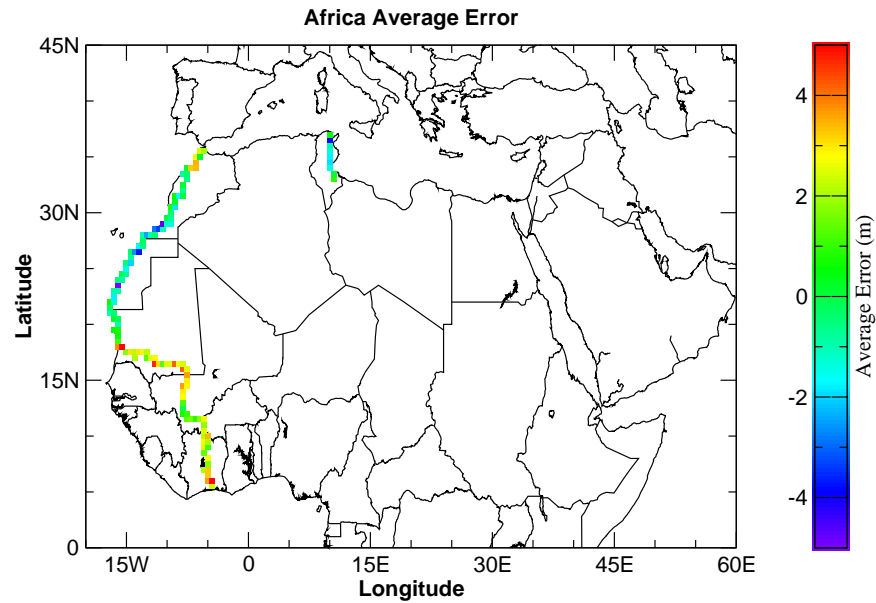 Africa Average Error
45N
30N
15N
0
Latitude
15W 0 15E 30E 45E 60E
Longitude
4
2
0
-2
-4
Average Error (m)